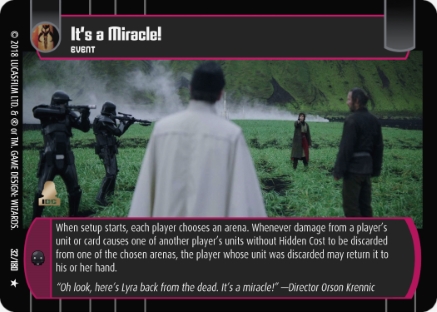 It's a Miracle!
EVENT
© 2018 LUCASFILM LTD. & ® OR TM. GAME DESIGN: WIZARDS
32/180
When setup starts, each player chooses an arena. Whenever damage from a player's
unit or card causes one of another player's units without Hidden Cost to be discarded
from one of the chosen arenas, the player whose unit was discarded may return it to
his or her hand.
"Oh look, here's Lyra back from the dead. It's a miracle!" —Director Orson Krennic